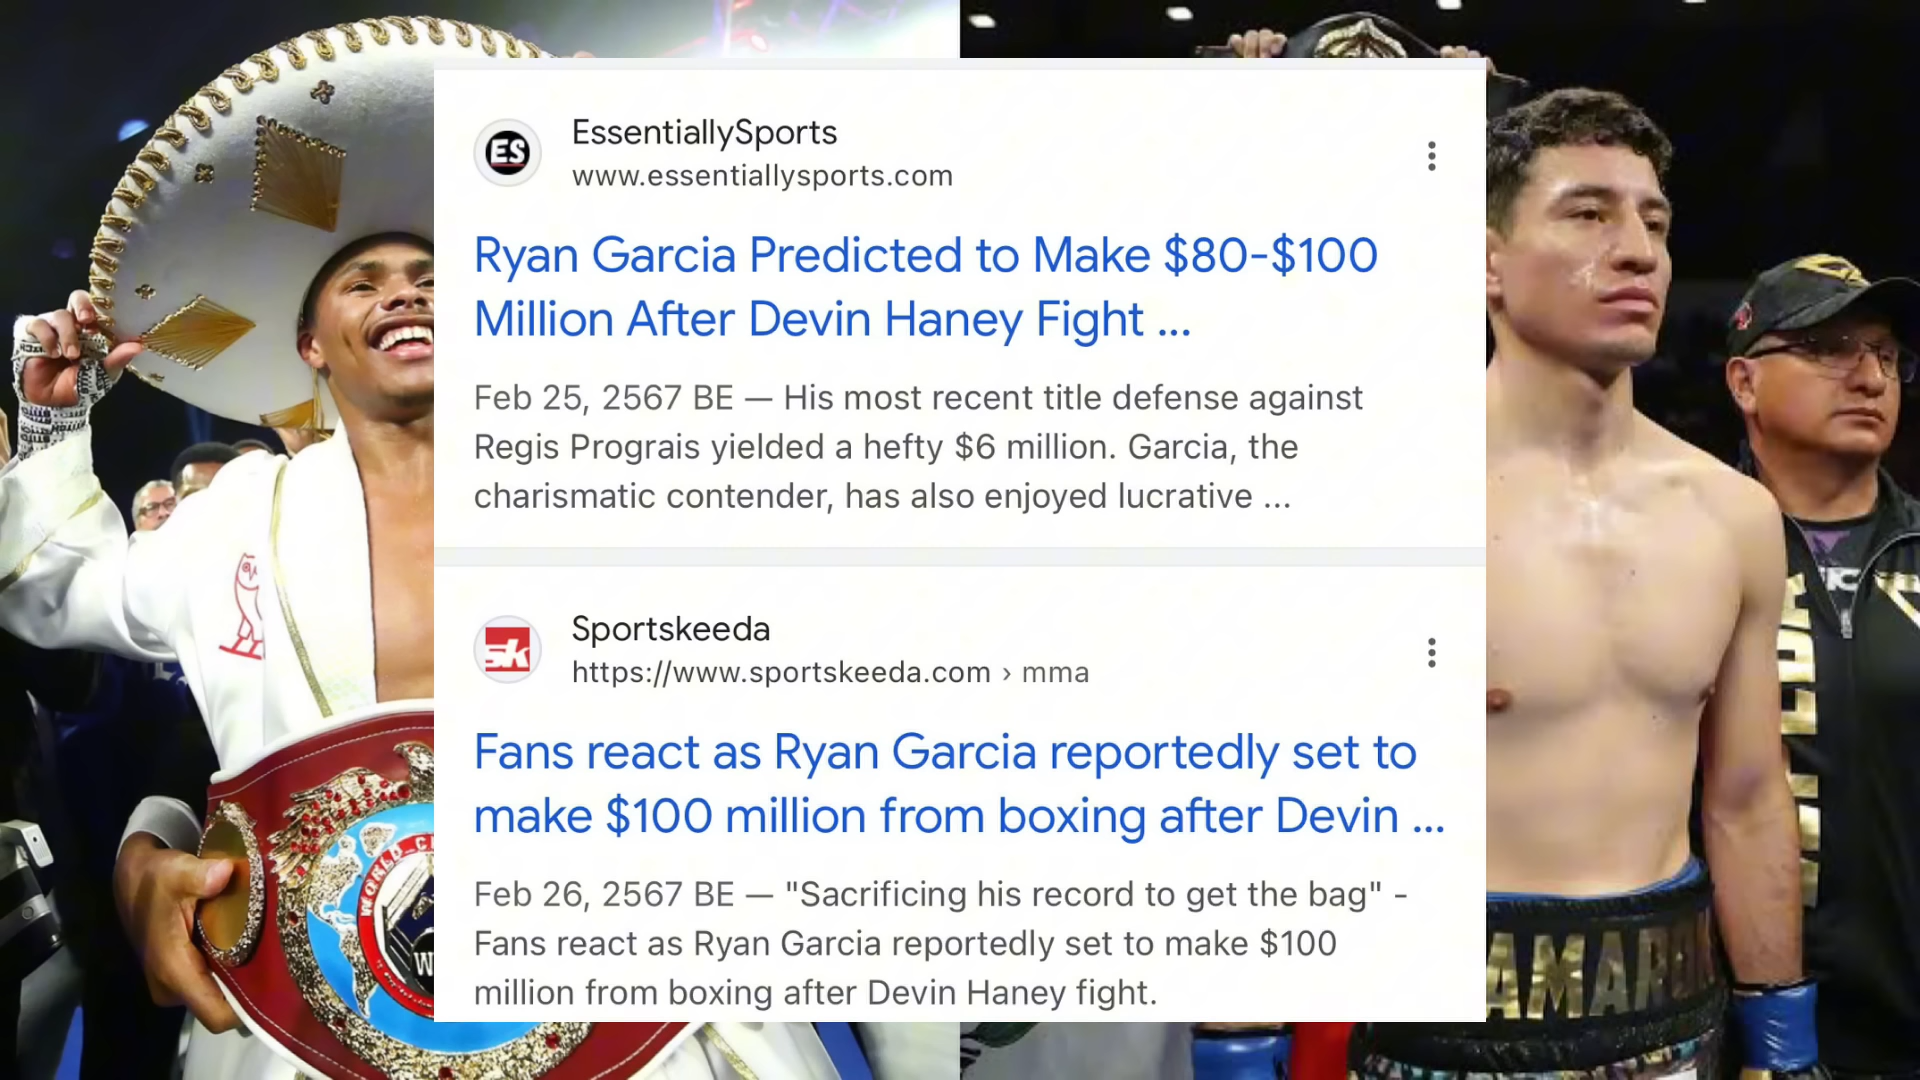 ES
EssentiallySports
www.essentiallysports.com
Ryan Garcia Predicted to Make $80-$100
Million After Devin Haney Fight ...
Feb 25, 2567 BE — His most recent title defense against
Regis Prograis yielded a hefty $6 million. Garcia, the
charismatic contender, has also enjoyed lucrative ...
sk
Sportskeeda
https://www.sportskeeda.com › mma
Fans react as Ryan Garcia reportedly set to
make $100 million from boxing after Devin ...
Feb 26, 2567 BE — "Sacrificing his record to get the bag" -
Fans react as Ryan Garcia reportedly set to make $100
million from boxing after Devin Haney fight.
WORLD
W